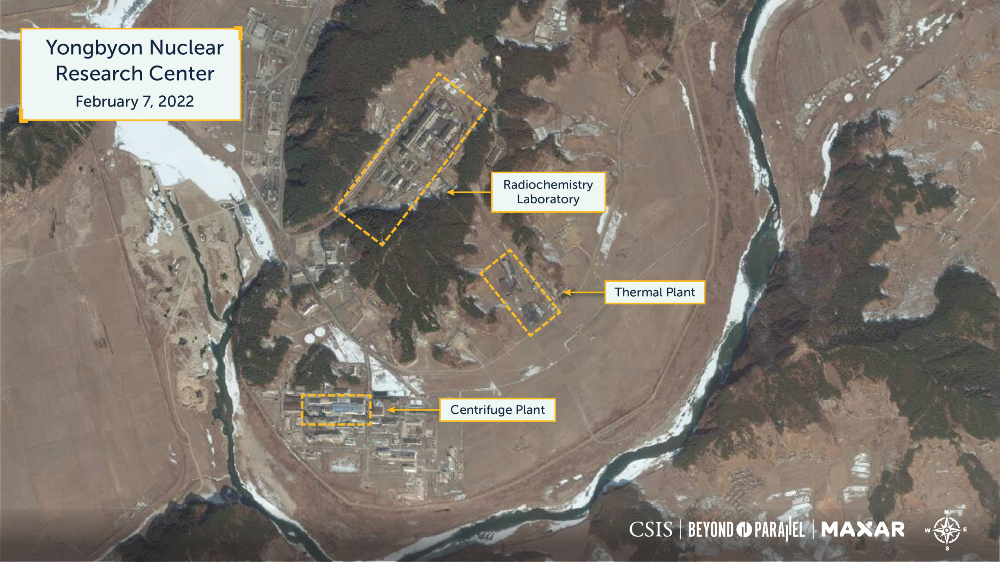 Yongbyon Nuclear
Research Center
February 7, 2022
Radiochemistry
Laboratory
Thermal Plant
Centrifuge Plant
CSIS | BEYOND PARALLEL | MAXAR
N
W E
S